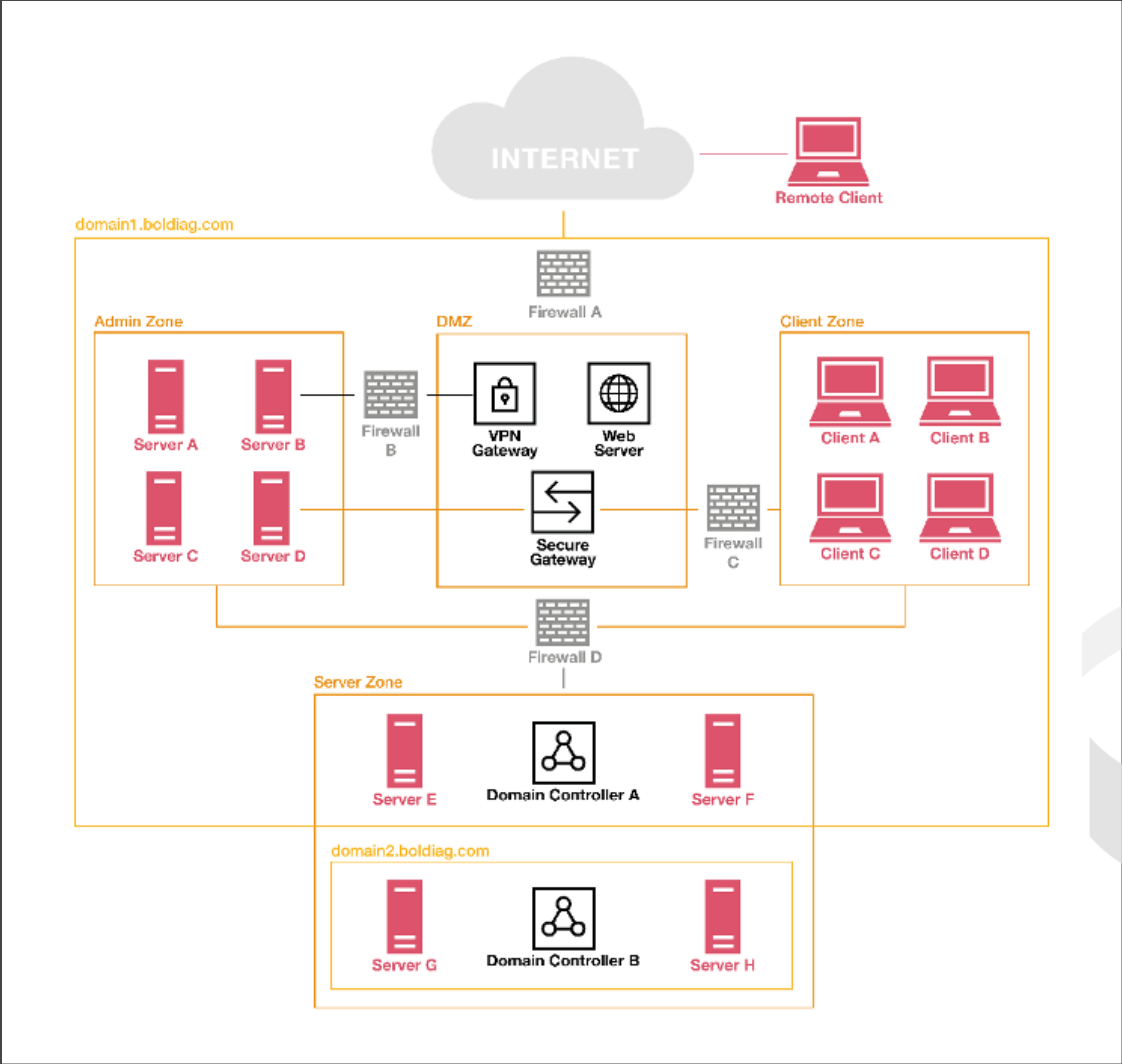 INTERNET
Remote Client
domain1.boldiag.com
Firewall A
Admin Zone
DMZ
Client Zone
Server A
Server B
Firewall
B
VPN
Gateway
Web
Server
Client A
Client B
Server C
Server D
Secure
Gateway
Firewall
C
Client C
Client D
Firewall D
Server Zone
Server E
Domain Controller A
Server F
domain2.boldiag.com
Server G
Domain Controller B
Server H